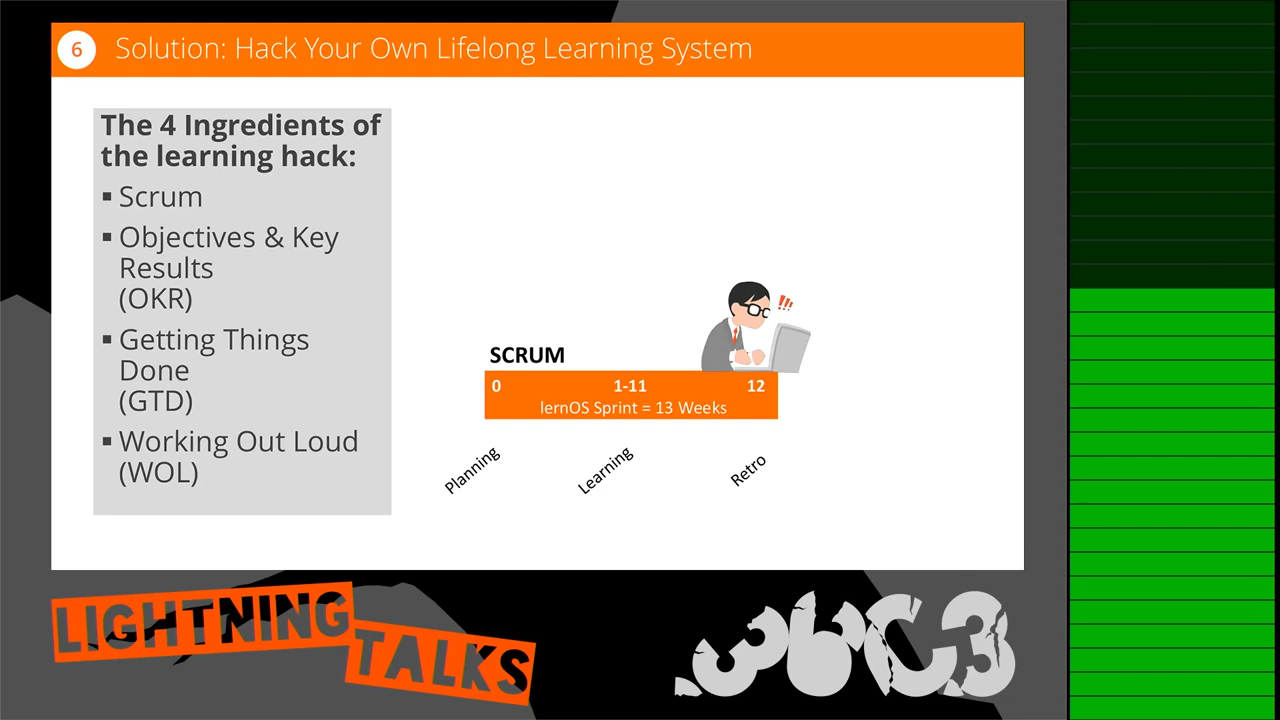 6
Solution: Hack Your Own Lifelong Learning System
The 4 Ingredients of
the learning hack:
▪ Scrum
▪ Objectives & Key
Results
(OKR)
▪ Getting Things
Done
(GTD)
▪ Working Out Loud
(WOL)
!!!
SCRUM
0 1-11 12
lernOS Sprint = 13 Weeks
Planning
Learning
Retro
LIGHTNING
TALKS
.36C3